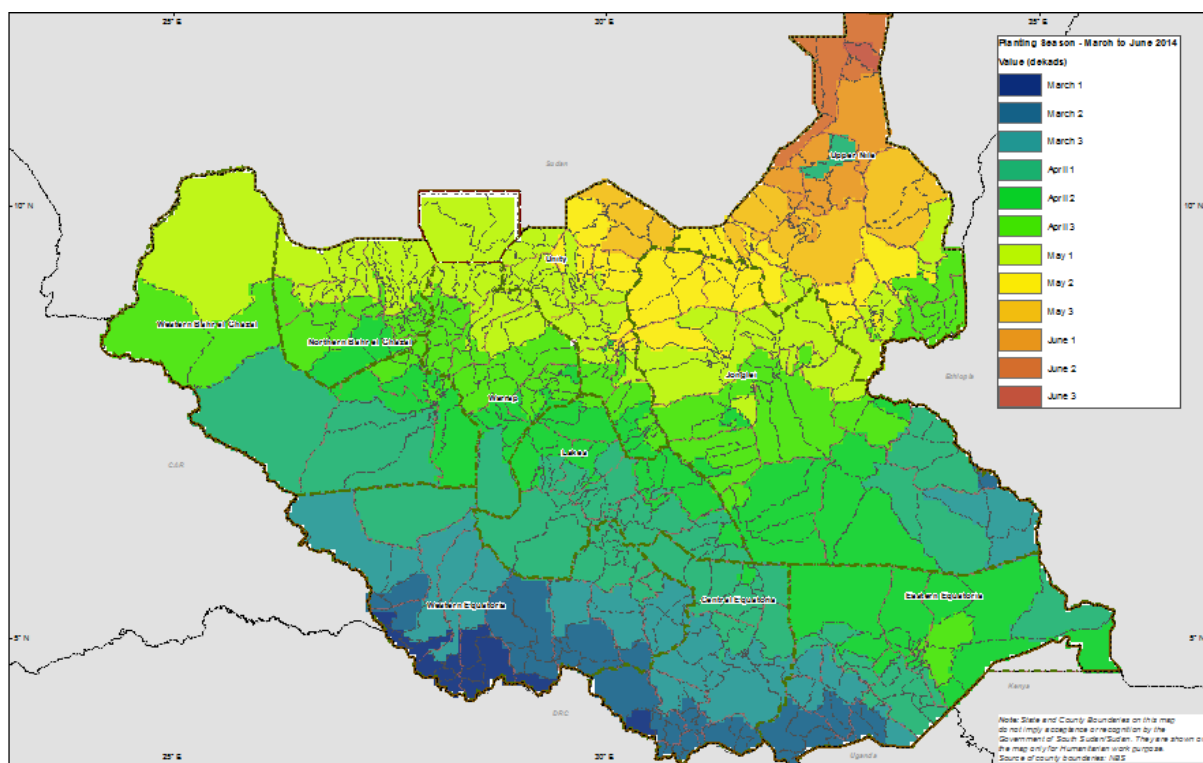 25° E
30° E
35° E
Planting Season - March to June 2014
Value (dekads)
March 1
March 2
March 3
April 1
April 2
April 3
May 1
May 2
May 3
June 1
June 2
June 3
Upper Nile
Sudan
10° N
10° N
Unity
Western Bahr el Ghazal
Northern Bahr el Ghazal
Jonglei
Ethiopia
Warrap
Lakes
CAR
Western Equatoria
Central Equatoria
Eastern Equatoria
5° N
5° N
Kenya
DRC
Uganda
Note: State and County Boundaries on this map
do not imply acceptance or recognition by the
Government of South Sudan/Sudan. They are shown on
the map only for Humanitarian work purpose.
Source of county boundaries: NBS
25° E
30° E